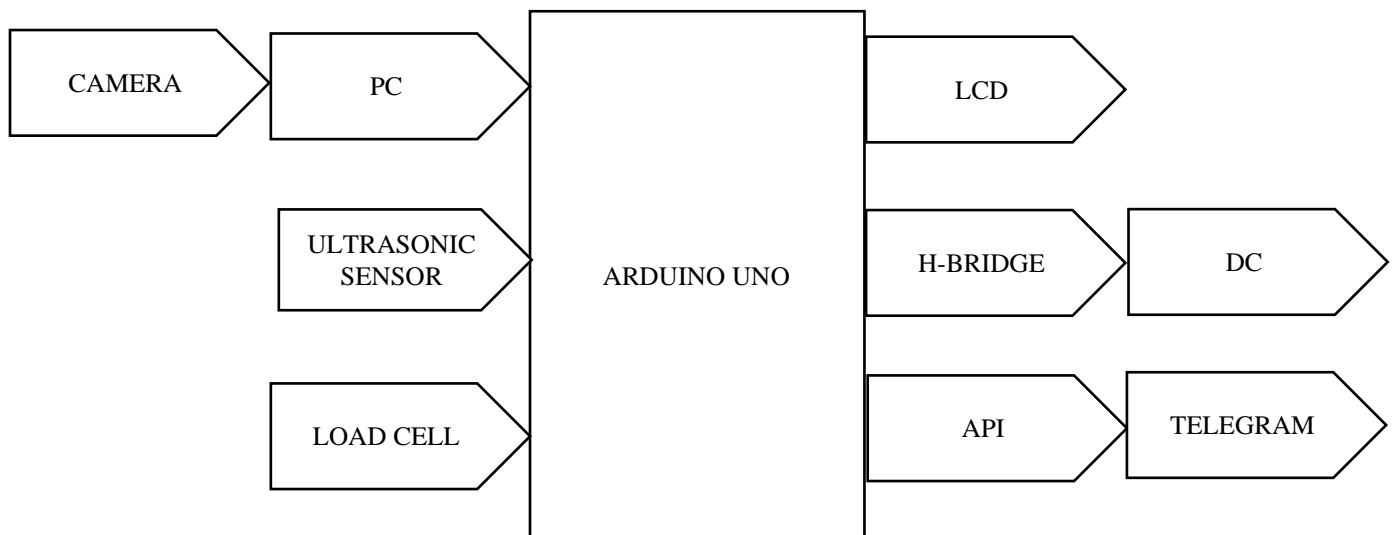 CAMERA
PC
LCD
ULTRASONIC
SENSOR
ARDUINO UNO
H-BRIDGE
DC
LOAD CELL
API
TELEGRAM